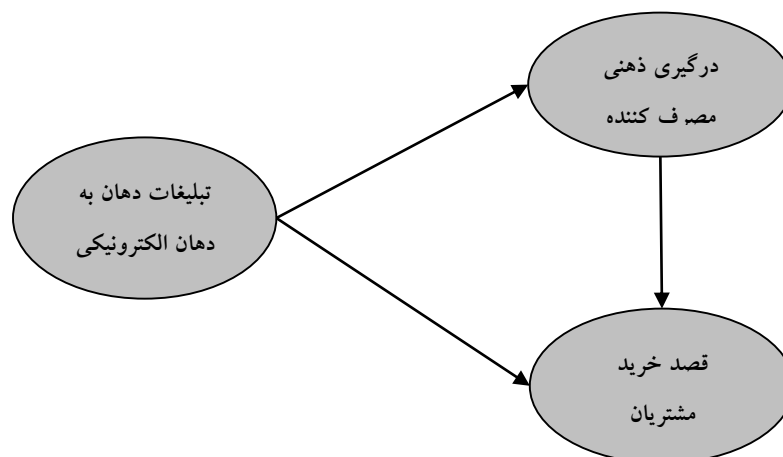 درگیری ذهنی
مصرف کننده
تبلیغات دهان به
دهان الکترونیکی
قصد خرید
مشتریان